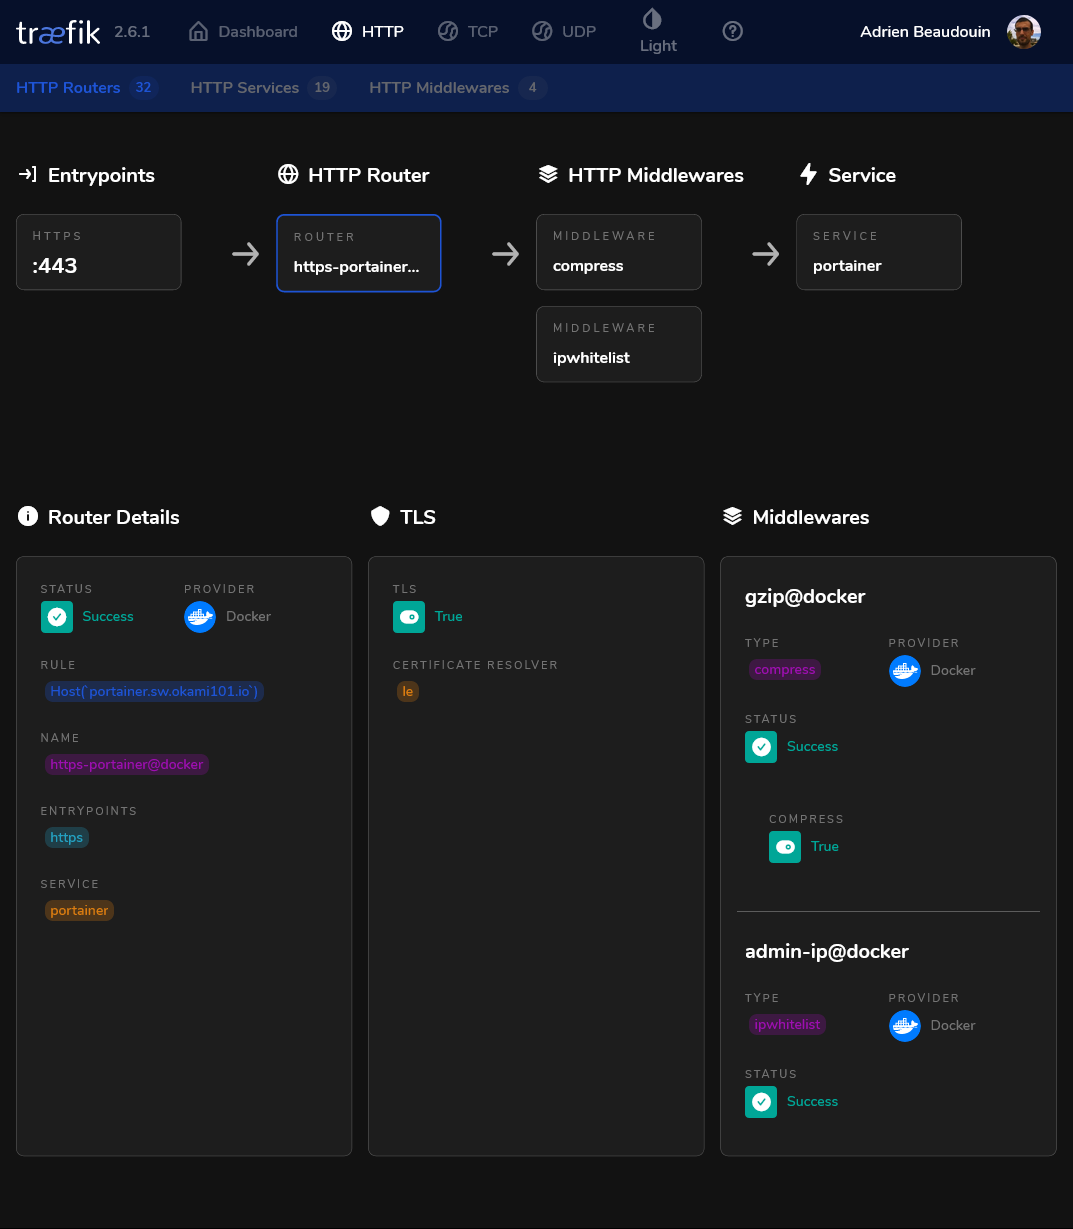 træfik 2.6.1 Dashboard HTTP TCP UDP Light Adrien Beaudouin
HTTP Routers 32 HTTP Services 19 HTTP Middlewares 4
Entrypoints HTTP Router HTTP Middlewares Service
HTTPS ROUTER MIDDLEWARE SERVICE
:443 https-portainer... compress portainer
MIDDLEWARE
ipwhitelist
Router Details TLS Middlewares
STATUS PROVIDER
Success Docker
RULE
Host(`portainer.sw.okami101.io`)
NAME
https-portainer@docker
ENTRYPOINTS
https
SERVICE
portainer
TLS
True
CERTIFICATE RESOLVER
le
gzip@docker
TYPE PROVIDER
compress Docker
STATUS
Success
COMPRESS
True
admin-ip@docker
TYPE PROVIDER
ipwhitelist Docker
STATUS
Success